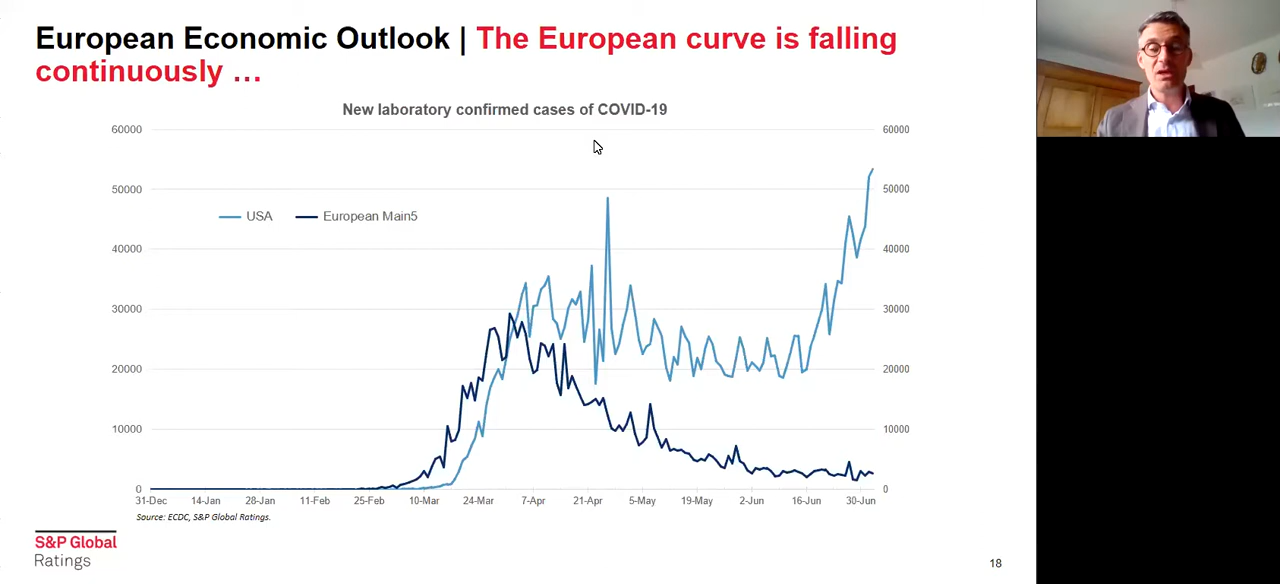 European Economic Outlook | The European curve is falling
continuously …
New laboratory confirmed cases of COVID-19
60000
60000
50000
50000
USA
European Main5
40000
40000
30000
30000
20000
20000
10000
10000
0
0
31-Dec 14-Jan 28-Jan 11-Feb 25-Feb 10-Mar 24-Mar 7-Apr 21-Apr 5-May 19-May 2-Jun 16-Jun 30-Jun
Source: ECDC, S&P Global Ratings.
S&P Global
Ratings
18